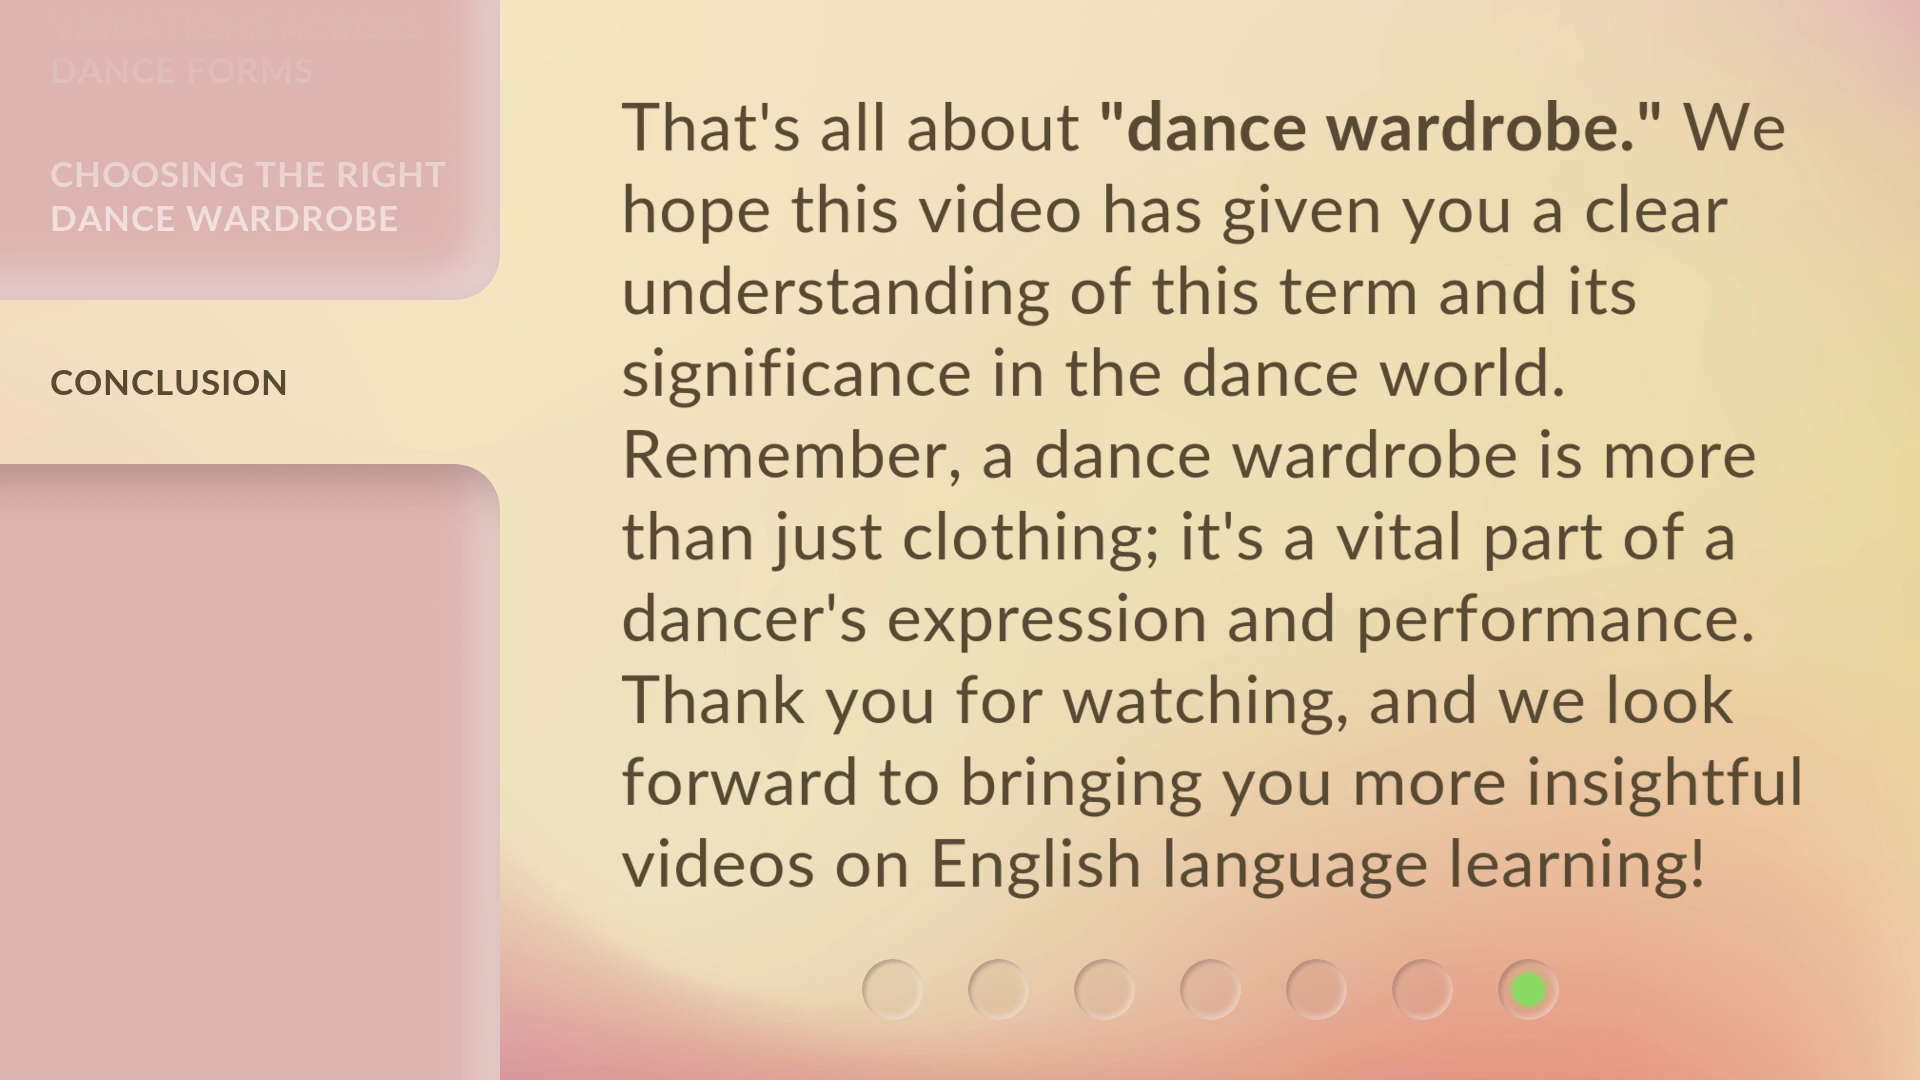 VARIATIONS ACROSS
DANCE FORMS
CHOOSING THE RIGHT
DANCE WARDROBE
CONCLUSION
That's all about "dance wardrobe." We
hope this video has given you a clear
understanding of this term and its
significance in the dance world.
Remember, a dance wardrobe is more
than just clothing; it's a vital part of a
dancer's expression and performance.
Thank you for watching, and we look
forward to bringing you more insightful
videos on English language learning!